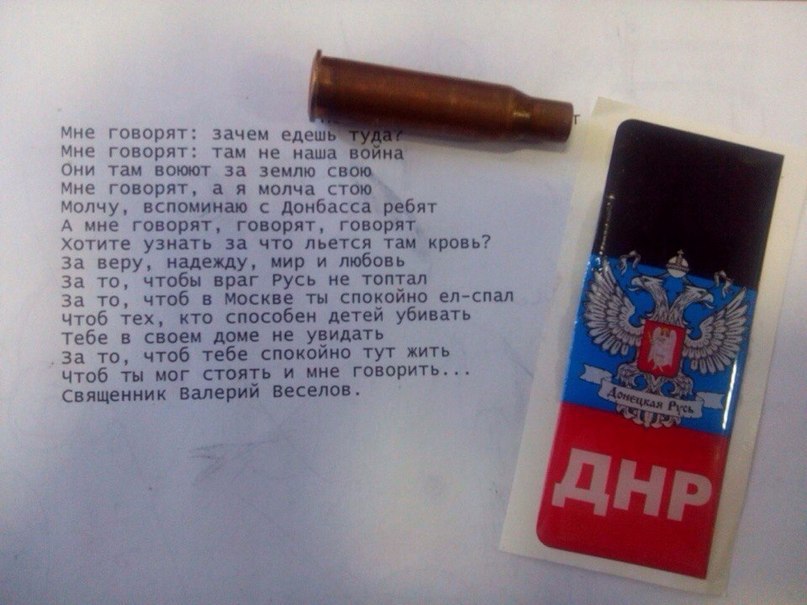 Мне говорят: зачем едешь туда?
Мне говорят: там не наша война
Они там воюют за землю свою
Мне говорят, а я молча стою
Молчу, вспоминаю с Донбасса ребят
А мне говорят, говорят, говорят
Хотите узнать за что льется там кровь?
За веру, надежду, мир и любовь
За то, чтобы враг Русь не топтал
За то, чтоб в Москве ты спокойно ел-спал
Чтоб тех, кто способен детей убивать
Тебе в своем доме не увидать
За то, чтоб тебе спокойно тут жить
Чтоб ты мог стоять и мне говорить...
Священник Валерий Веселов.
Донецкая Русь
ДНР